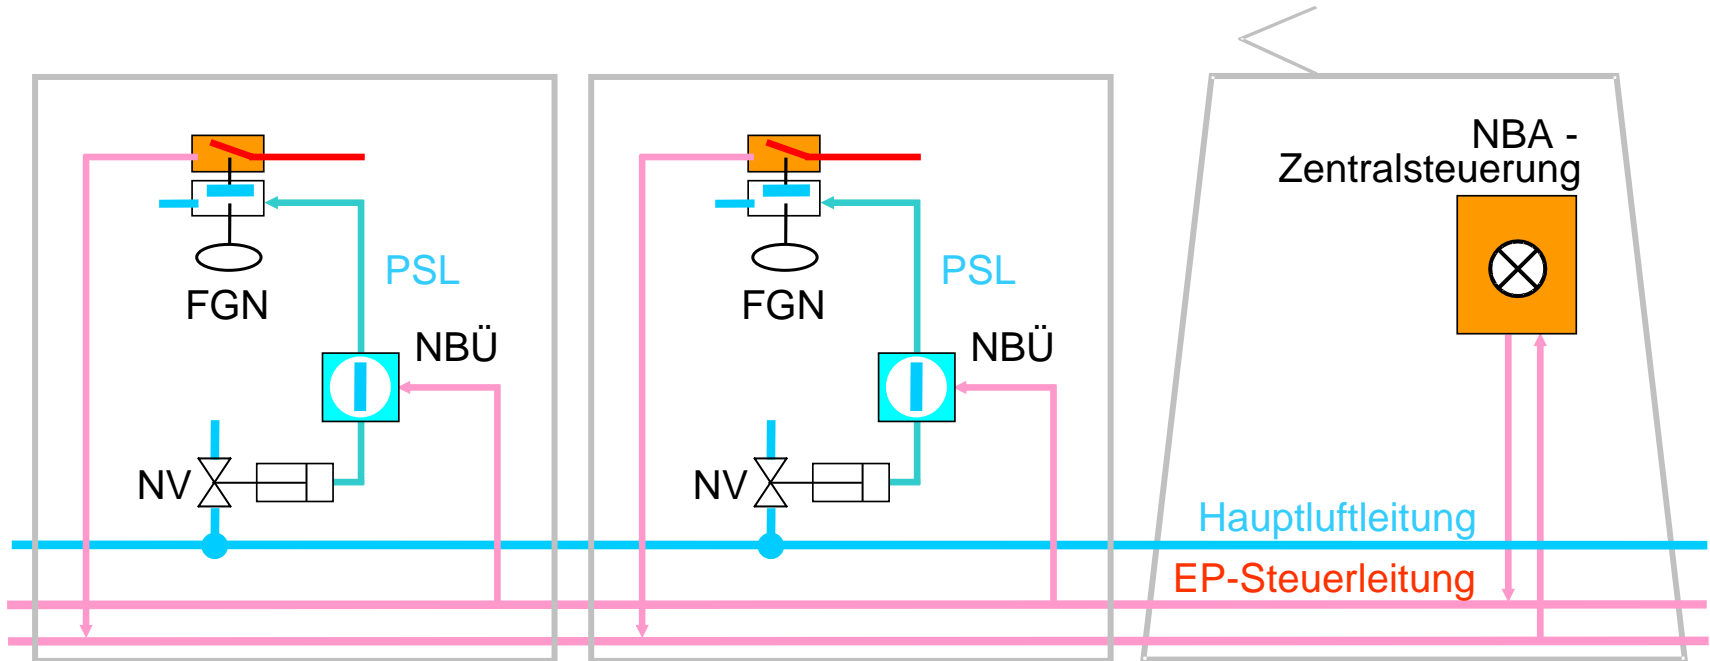 NBA -
Zentralsteuerung
PSL
FGN
NBÜ
NV
PSL
FGN
NBÜ
NV
Hauptluftleitung
EP-Steuerleitung